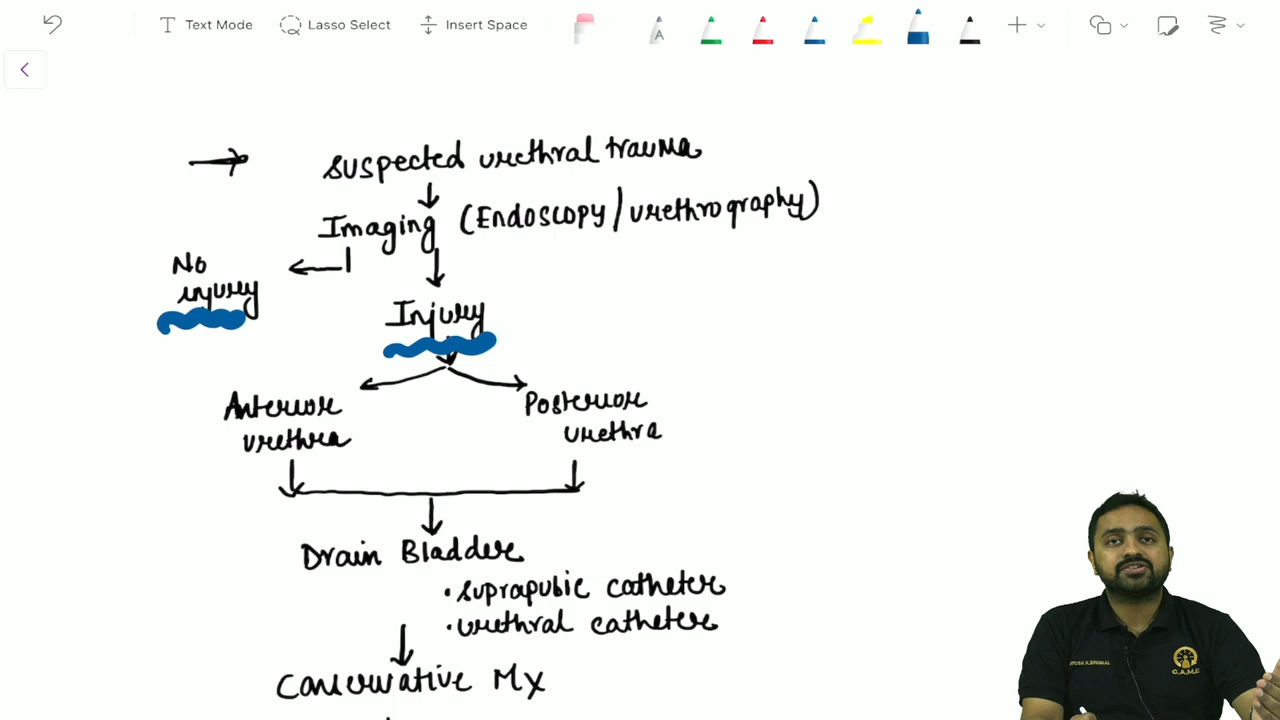 Text Mode
Lasso Select
Insert Space
A
suspected urethral trauma
Imaging (Endoscopy/urethrography)
No
injury
Injury
Anterior
urethra
Posterior
urethra
Drain Bladder
• suprapubic catheter
• urethral catheter
Conservative Mx
C.A.M.E